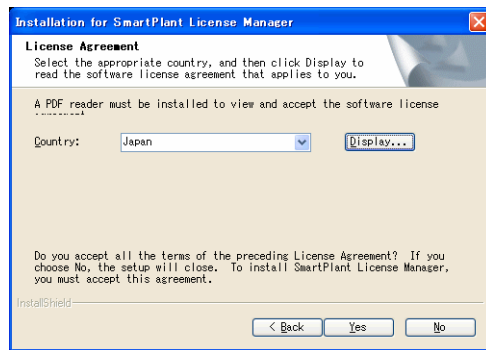 Installation for SmartPlant License Manager
License Agreement
Select the appropriate country, and then click Display to
read the software license agreement that applies to you.
A PDF reader must be installed to view and accept the software license
Country:
Japan
Display...
Do you accept all the terms of the preceding License Agreement? If you
choose No, the setup will close. To install SmartPlant License Manager,
you must accept this agreement.
InstallShield
< Back
Yes
No